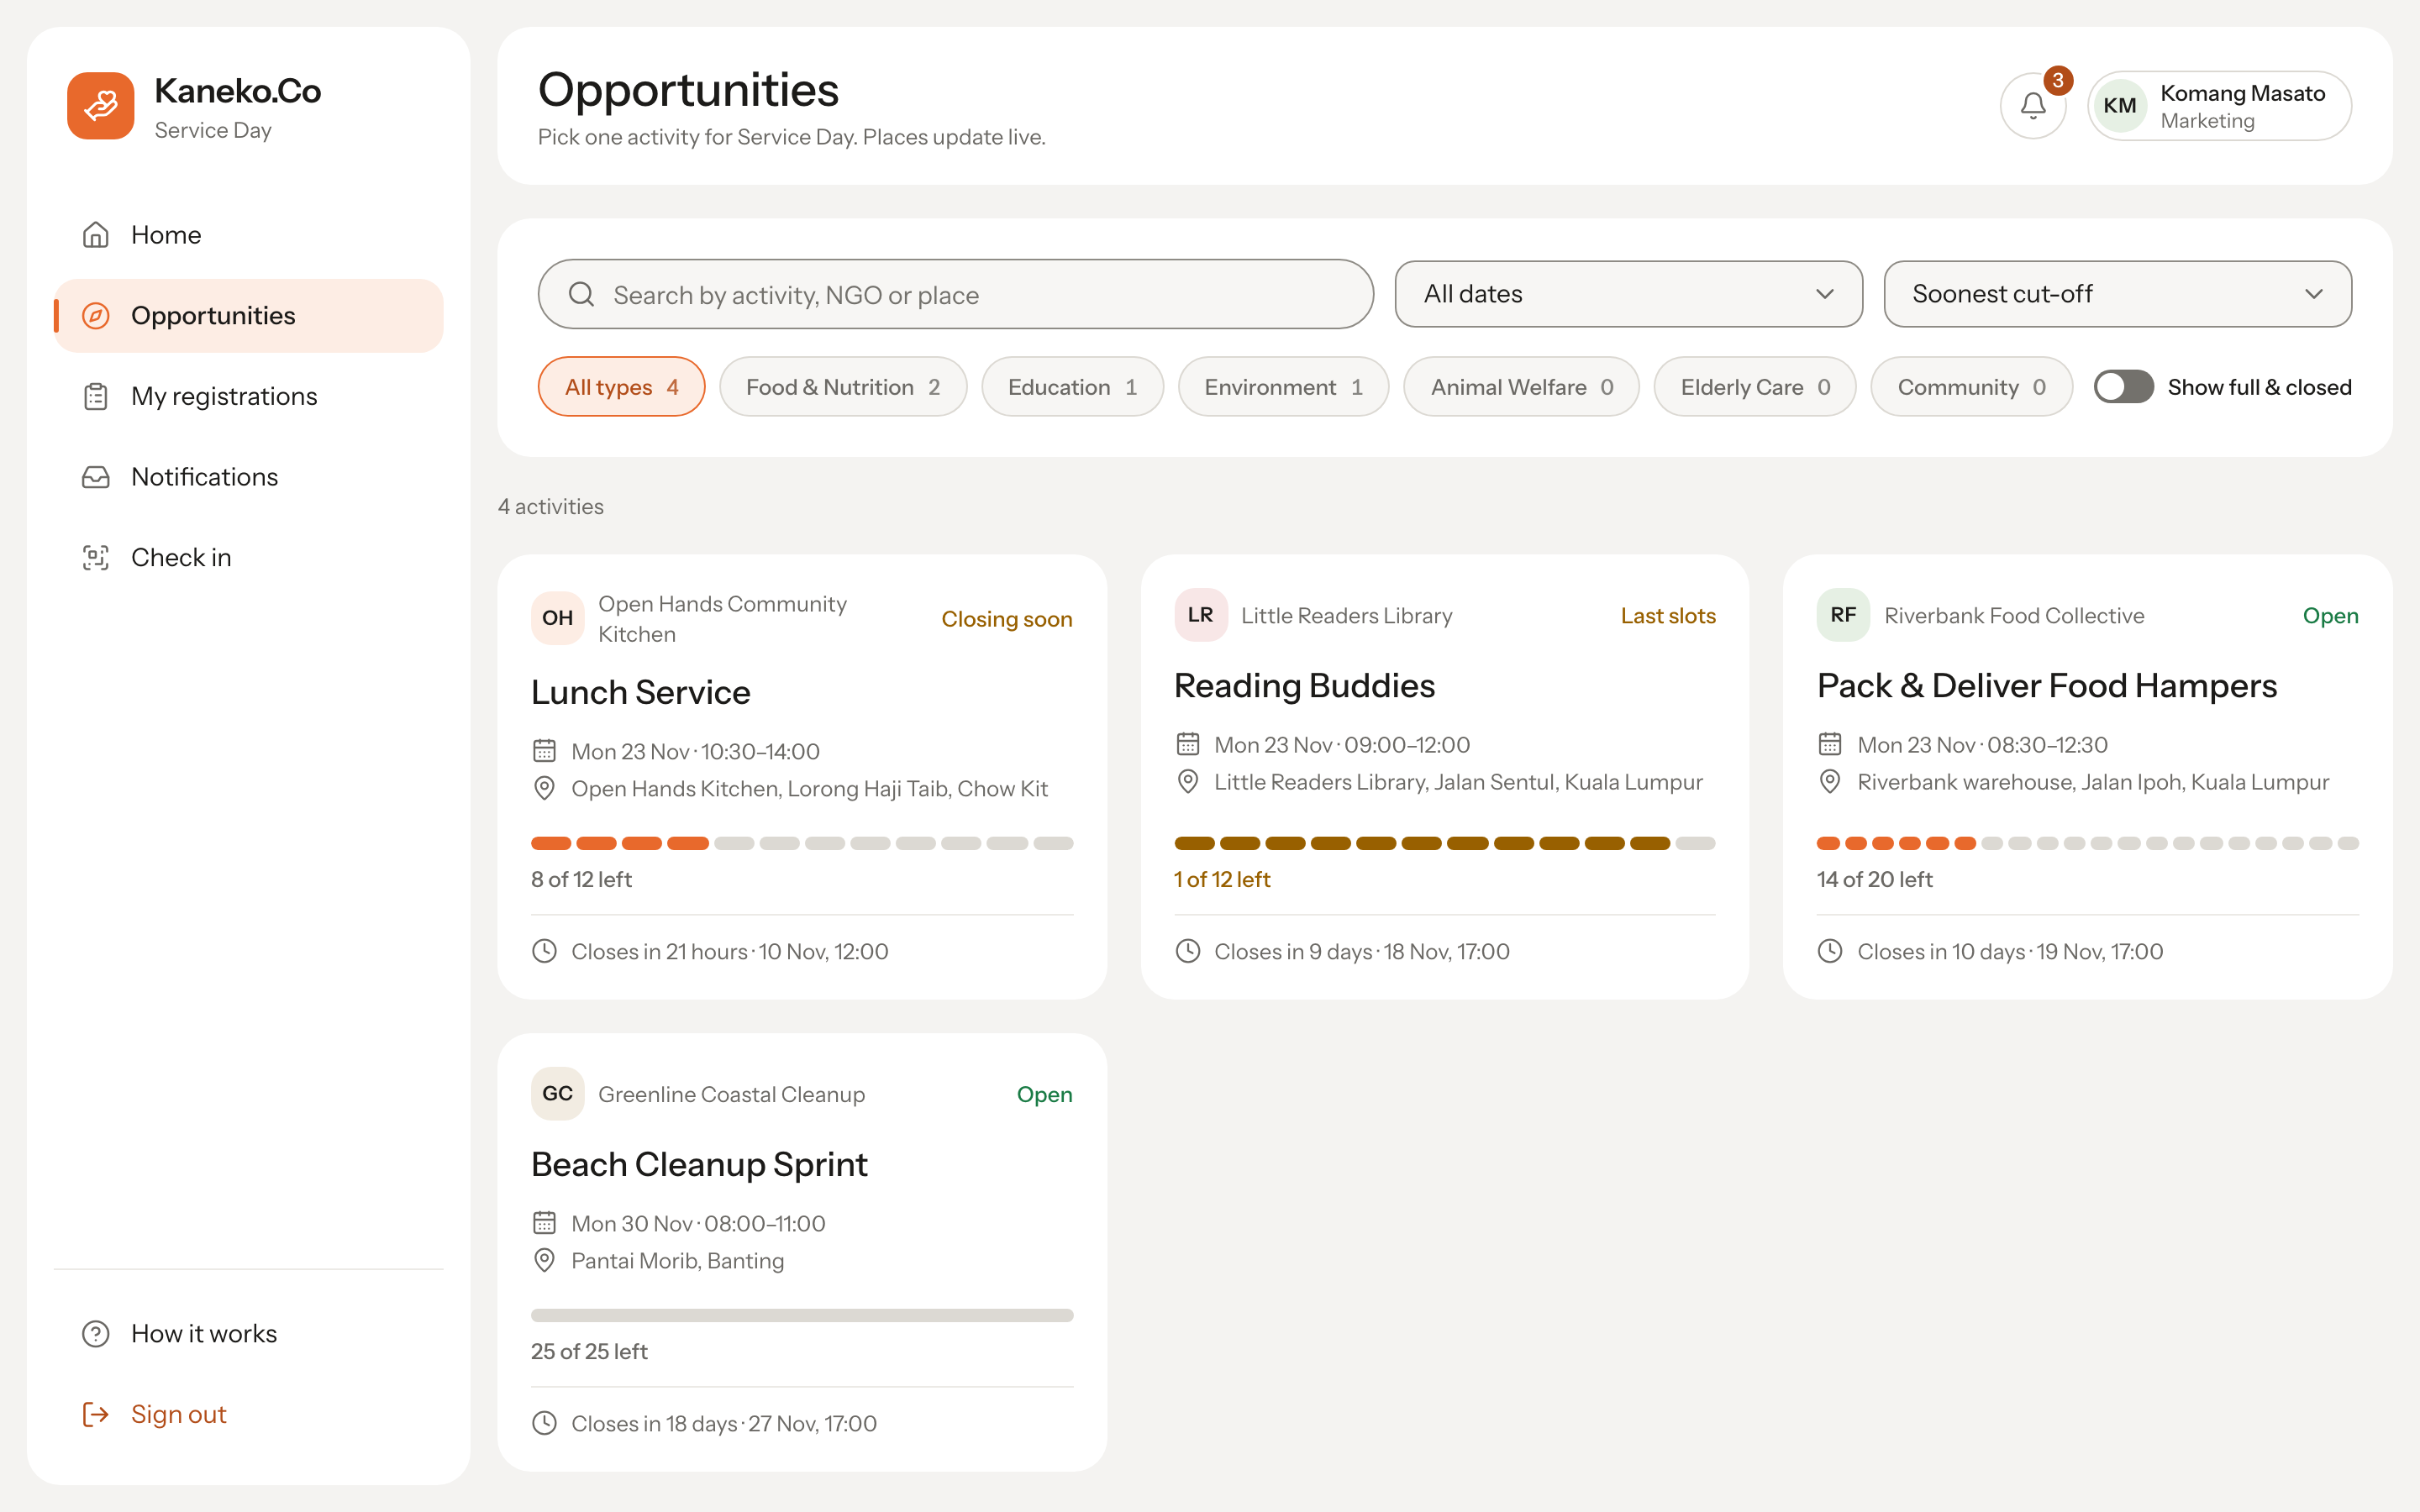 Kaneko.Co
Service Day
Home
Opportunities
My registrations
Notifications
Check in
How it works
Sign out
Opportunities
Pick one activity for Service Day. Places update live.
3
KM
Komang Masato
Marketing
Search by activity, NGO or place
All dates
Soonest cut-off
All types 4
Food & Nutrition 2
Education 1
Environment 1
Animal Welfare 0
Elderly Care 0
Community 0
Show full & closed
4 activities
OH
Open Hands Community
Kitchen
Closing soon
Lunch Service
Mon 23 Nov · 10:30–14:00
Open Hands Kitchen, Lorong Haji Taib, Chow Kit
8 of 12 left
Closes in 21 hours · 10 Nov, 12:00
LR
Little Readers Library
Last slots
Reading Buddies
Mon 23 Nov · 09:00–12:00
Little Readers Library, Jalan Sentul, Kuala Lumpur
1 of 12 left
Closes in 9 days · 18 Nov, 17:00
RF
Riverbank Food Collective
Open
Pack & Deliver Food Hampers
Mon 23 Nov · 08:30–12:30
Riverbank warehouse, Jalan Ipoh, Kuala Lumpur
14 of 20 left
Closes in 10 days · 19 Nov, 17:00
GC
Greenline Coastal Cleanup
Open
Beach Cleanup Sprint
Mon 30 Nov · 08:00–11:00
Pantai Morib, Banting
25 of 25 left
Closes in 18 days · 27 Nov, 17:00